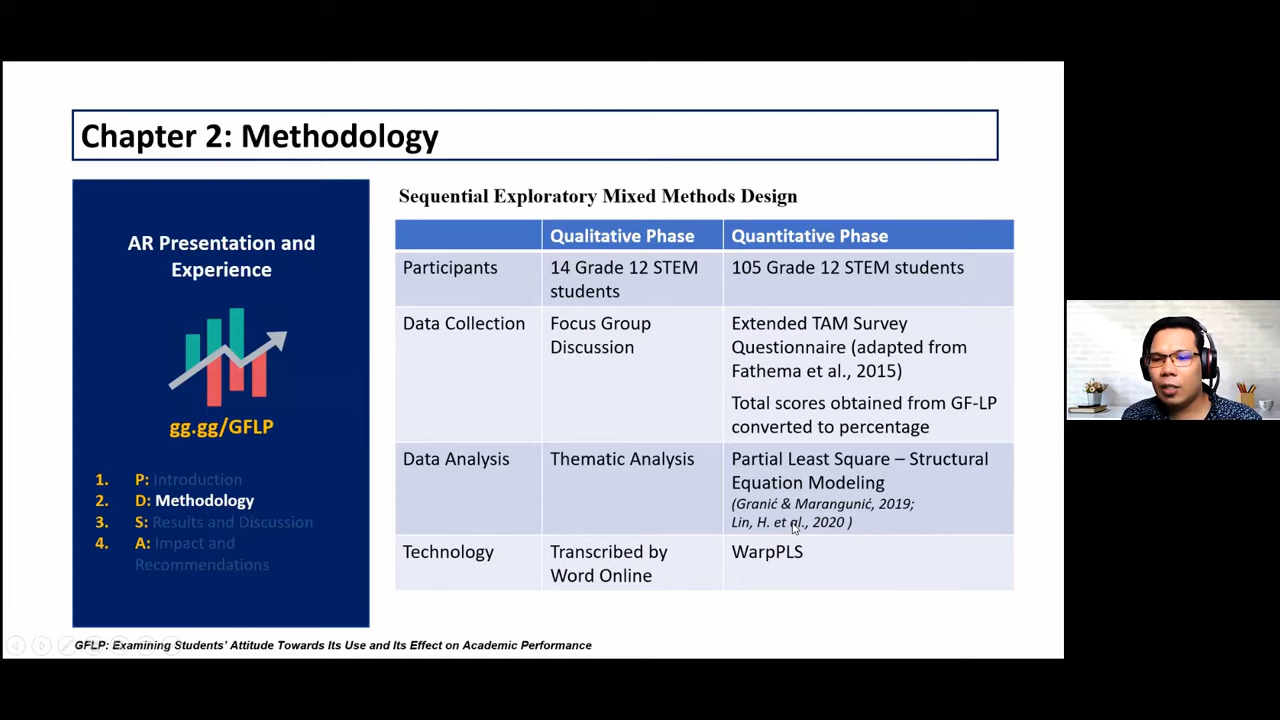 Chapter 2: Methodology
AR Presentation and
Experience
gg.gg/GFLP
1. P: Introduction
2. D: Methodology
3. S: Results and Discussion
4. A: Impact and
Recommendations
Sequential Exploratory Mixed Methods Design
Qualitative Phase Quantitative Phase
Participants 14 Grade 12 STEM 105 Grade 12 STEM students
students
Data Collection Focus Group Extended TAM Survey
Discussion Questionnaire (adapted from
Fathema et al., 2015)
Total scores obtained from GF-LP
converted to percentage
Data Analysis Thematic Analysis Partial Least Square – Structural
Equation Modeling
(Granić & Marangunić, 2019;
Lin, H. et al., 2020 )
Technology Transcribed by WarpPLS
Word Online
GFLP: Examining Students' Attitude Towards Its Use and Its Effect on Academic Performance